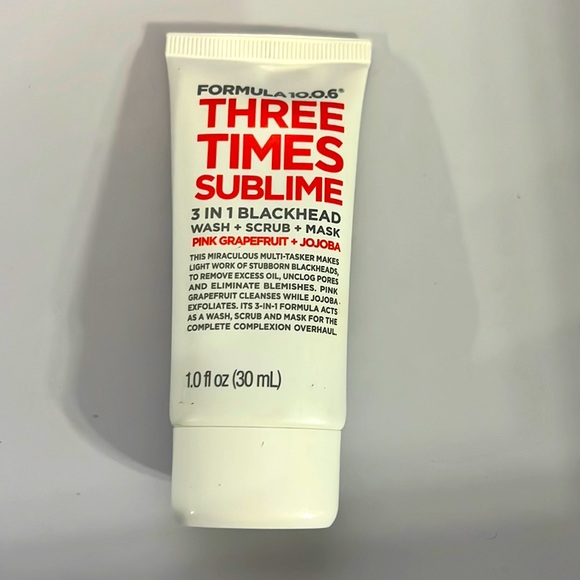 FORMULA 10.0.6®
THREE
TIMES
SUBLIME
3 IN 1 BLACKHEAD
WASH + SCRUB + MASK
PINK GRAPEFRUIT + JOJOBA
THIS MIRACULOUS MULTI-TASKER MAKES
LIGHT WORK OF STUBBORN BLACKHEADS,
TO REMOVE EXCESS OIL, UNCLOG PORES
AND ELIMINATE BLEMISHES. PINK
GRAPEFRUIT CLEANSES WHILE JOJOBA
EXFOLIATES. ITS 3-IN-1 FORMULA ACTS
AS A WASH, SCRUB AND MASK FOR THE
COMPLETE COMPLEXION OVERHAUL.
1.0 fl oz (30 mL)